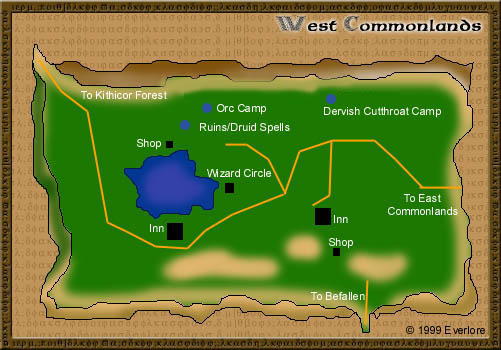 West Commonlands
To Kithicor Forest
Orc Camp
Dervish Cutthroat Camp
Ruins/Druid Spells
Shop
Wizard Circle
To East
Commonlands
Inn
Inn
Shop
To Befallen
© 1999 Everlore